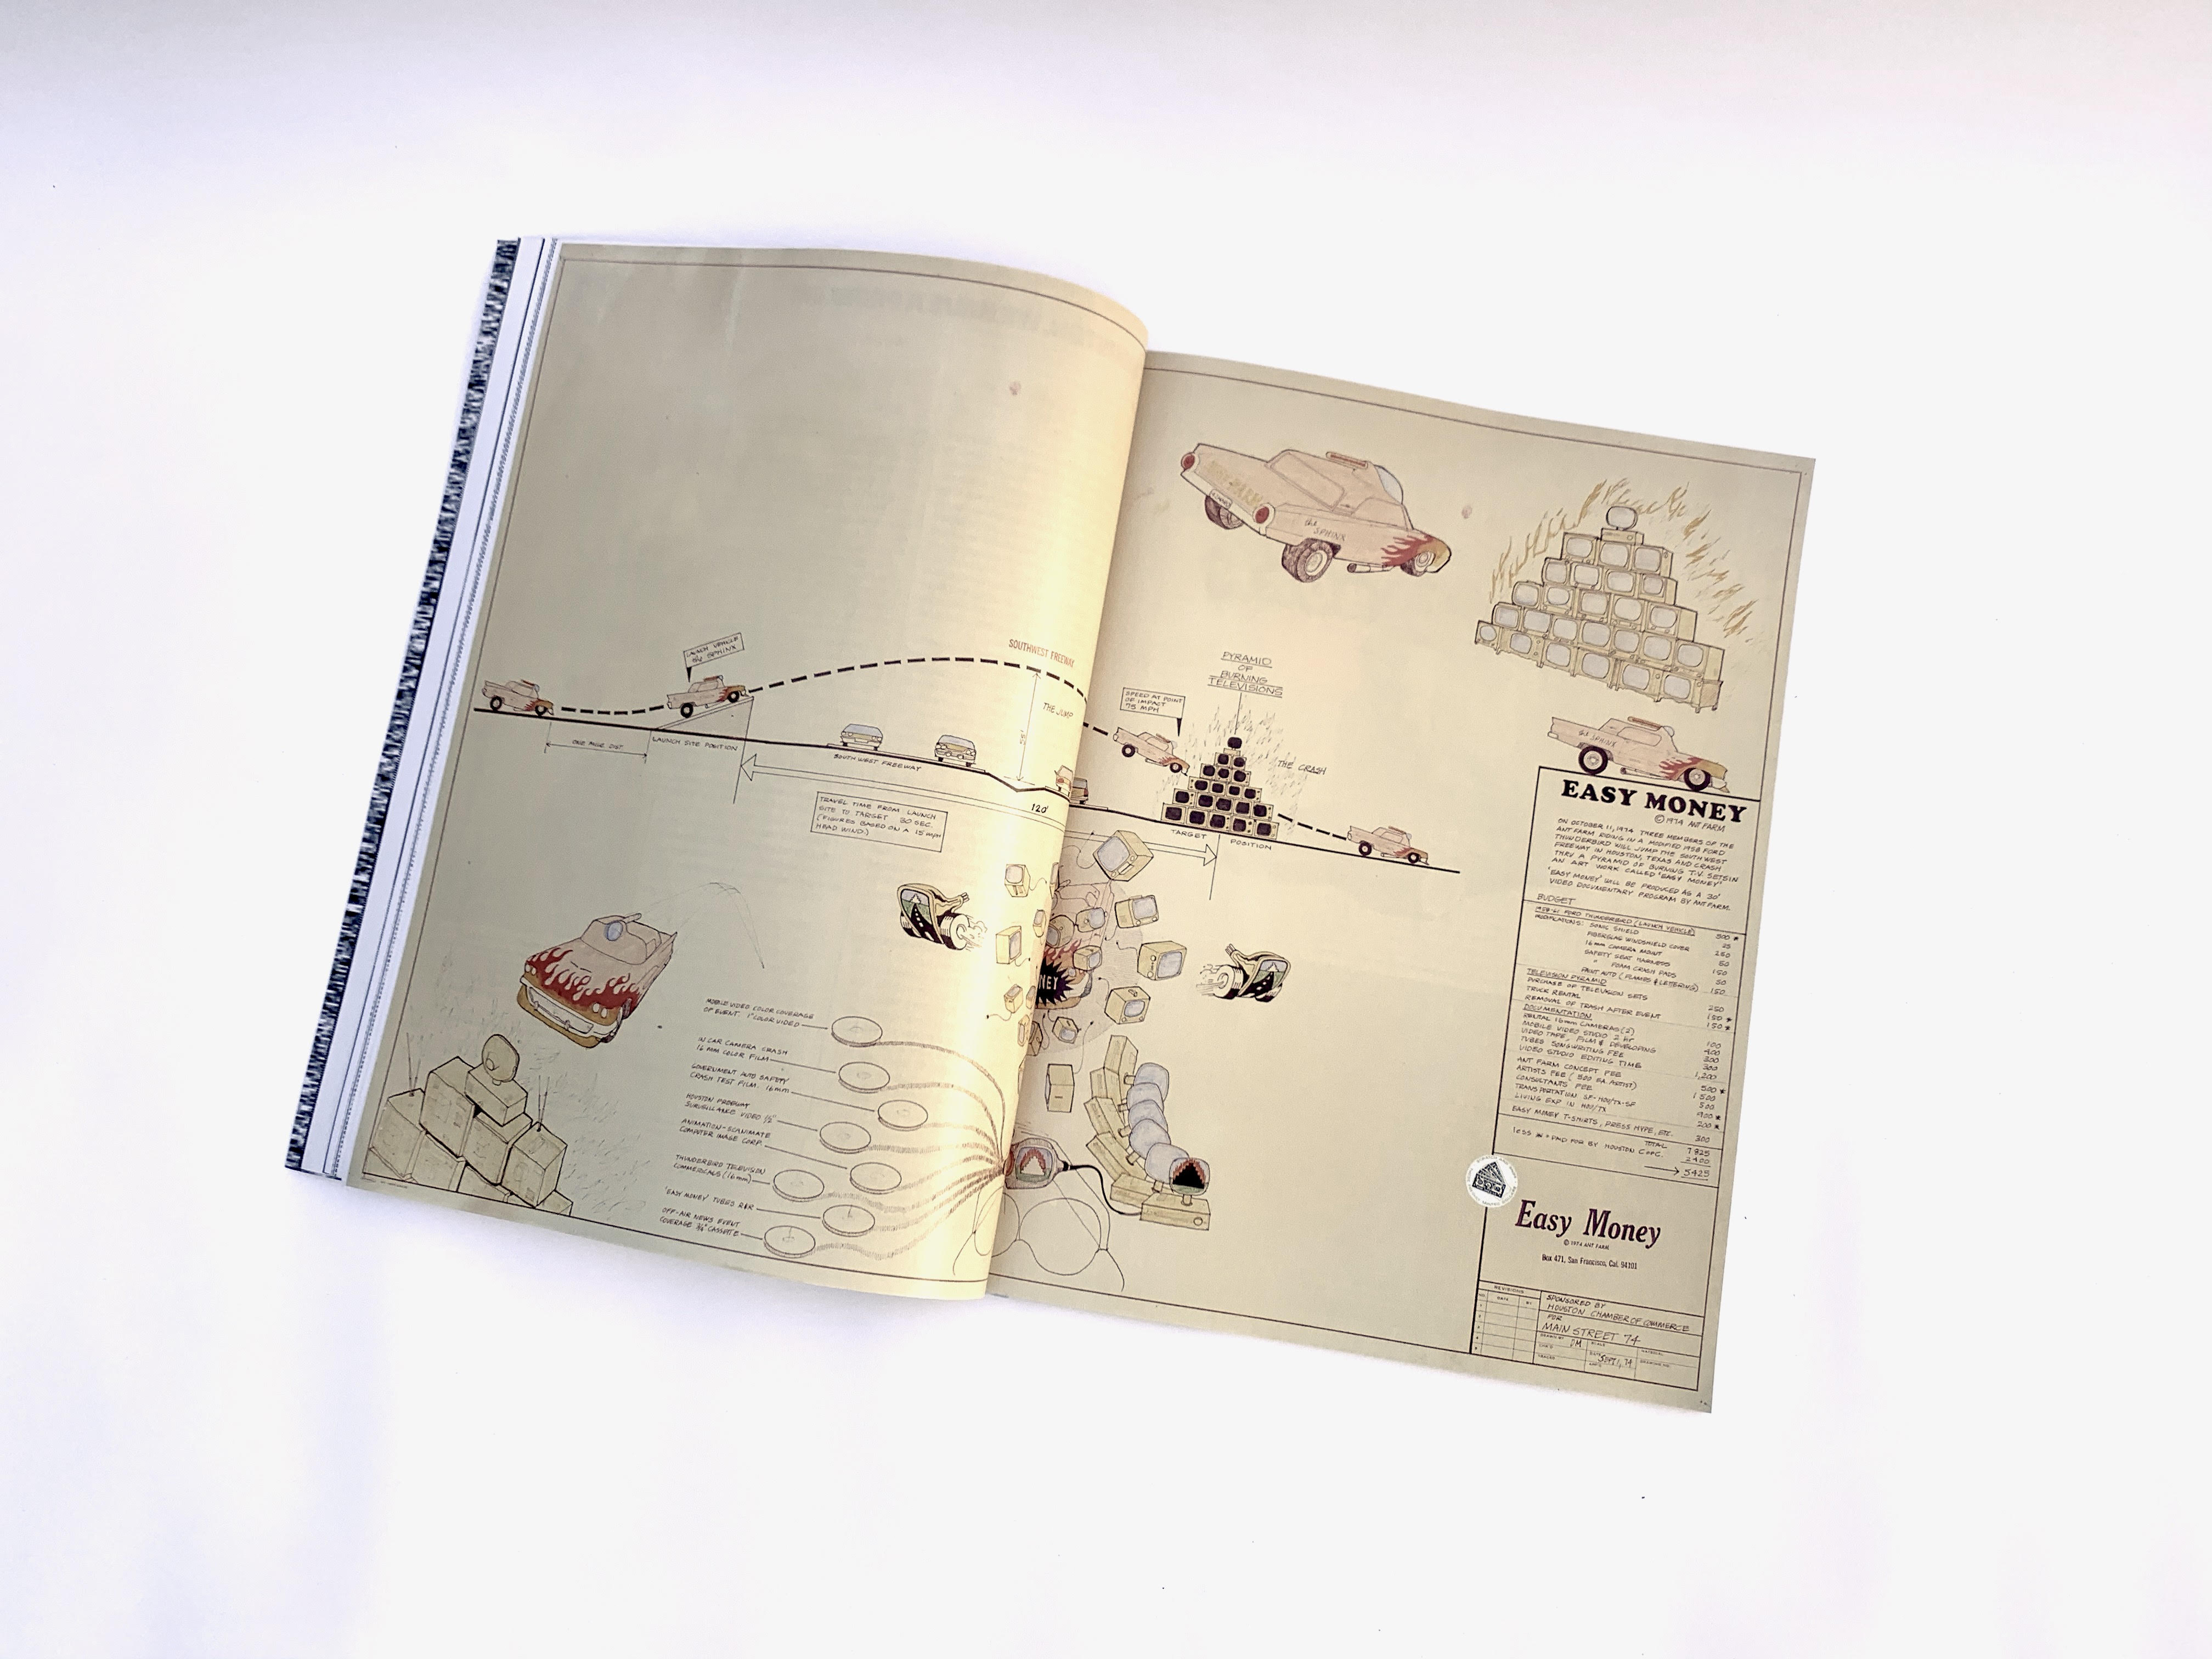 LAUNCH VEHICLE
SPHINX
SOUTHWEST FREEWAY
THE JUMP
ONE MGR. DIST.
LAUNCH SITE POSITION
SOUTH WEST FREEWAY
120'
TRAVEL TIME FROM LAUNCH
SITE TO TARGET 30 SEC.
(FIGURES BASED ON A 15 MPH
HEAD WIND.)
MOBILE VIDEO COLOR COVERAGE
OF EVENT. 1" COLOR VIDEO
IN CAR CAMERA CRASH
16 MM COLOR FILM
GOVERNMENT AUTO SAFETY
CRASH TEST FILM. 16mm
HOUSTON FREEWAY
SURVEILLANCE VIDEO ½"
ANIMATION-SCANIMATE
COMPUTER IMAGE CORP.
THUNDERBIRD TELEVISION
COMMERCIALS (16mm)
'EASY MONEY' TUBES R&R
OFF-AIR NEWS EVENT
COVERAGE ¾" CASSETTE
the SPHINX
PYRAMID
OF
BURNING
TELEVISIONS
SPEED AT POINT
OF IMPACT
75 MPH
THE CRASH
TARGET POSITION
the SPHINX
EASY MONEY
© 1974 ANT FARM
ON OCTOBER 11, 1974 THREE MEMBERS OF THE
ANT FARM RIDING IN A MODIFIED 1958 FORD
THUNDERBIRD WILL JUMP THE SOUTH WEST
FREEWAY IN HOUSTON, TEXAS AND CRASH
THRU A PYRAMID OF BURNING T.V. SETS IN
AN ART WORK CALLED 'EASY MONEY'
'EASY MONEY' WILL BE PRODUCED AS A 30'
VIDEO DOCUMENTARY PROGRAM BY ANT FARM.
BUDGET
FORD THUNDERBIRD (LAUNCH VEHICLE) 500 *
MODIFICATIONS: SONIC SHIELD 25
FIBERGLAS WINDSHIELD COVER 250
16mm CAMERA MOUNT 50
SAFETY SEAT HARNESS 150
" FOAM CRASH PADS 50
PAINT AUTO (FLAMES & LETTERING) 150
TELEVISION PYRAMID
PURCHASE OF TELEVISION SETS 250
TRUCK RENTAL 150 *
REMOVAL OF TRASH AFTER EVENT 150 *
DOCUMENTATION
RENTAL 16mm CAMERAS (2) 100
MOBILE VIDEO STUDIO 2 HR 400
VIDEO TAPE, FILM & DEVELOPING 300
TUBES SONGWRITING FEE 300
VIDEO STUDIO EDITING TIME 1,200
ANT FARM CONCEPT FEE 500 *
ARTISTS FEE (500 EA. ARTIST) 1500
CONSULTANTS FEE 500
TRANSPORTATION SF-HOU/TX-SF 900 *
LIVING EXP IN HOU/TX 200 *
EASY MONEY T-SHIRTS, PRESS HYPE, ETC. 300
TOTAL 7825
less * = PAID FOR BY HOUSTON C of C. 2400
5425
Easy Money
© 1974 ANT FARM
Box 471, San Francisco, Cal. 94101
REVISIONS
DATE
BY
SPONSORED BY
HOUSTON CHAMBER OF COMMERCE
FOR
MAIN STREET '74
SEPT 1, 74